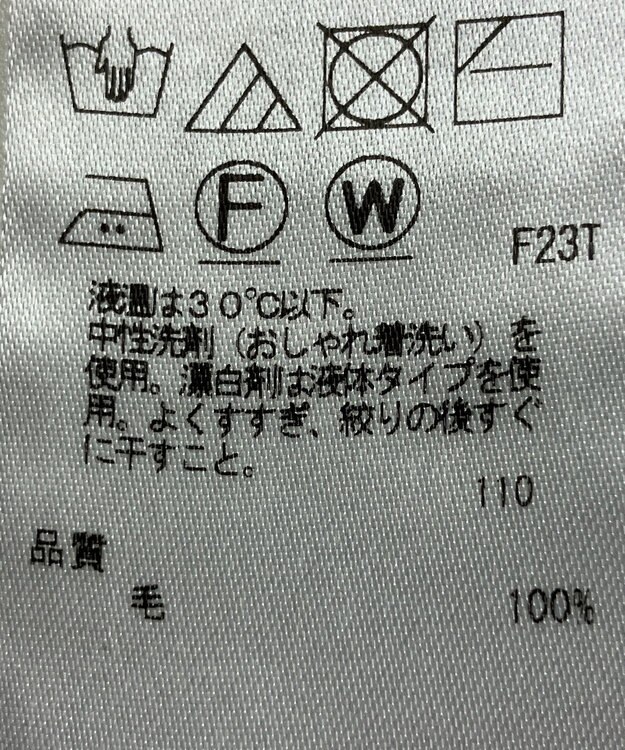 F W
F23T
液温は30℃以下。
中性洗剤(おしゃれ着洗い)を
使用。漂白剤は液体タイプを使
用。よくすすぎ、絞りの後すぐ
に干すこと。
110
品質
毛 100%